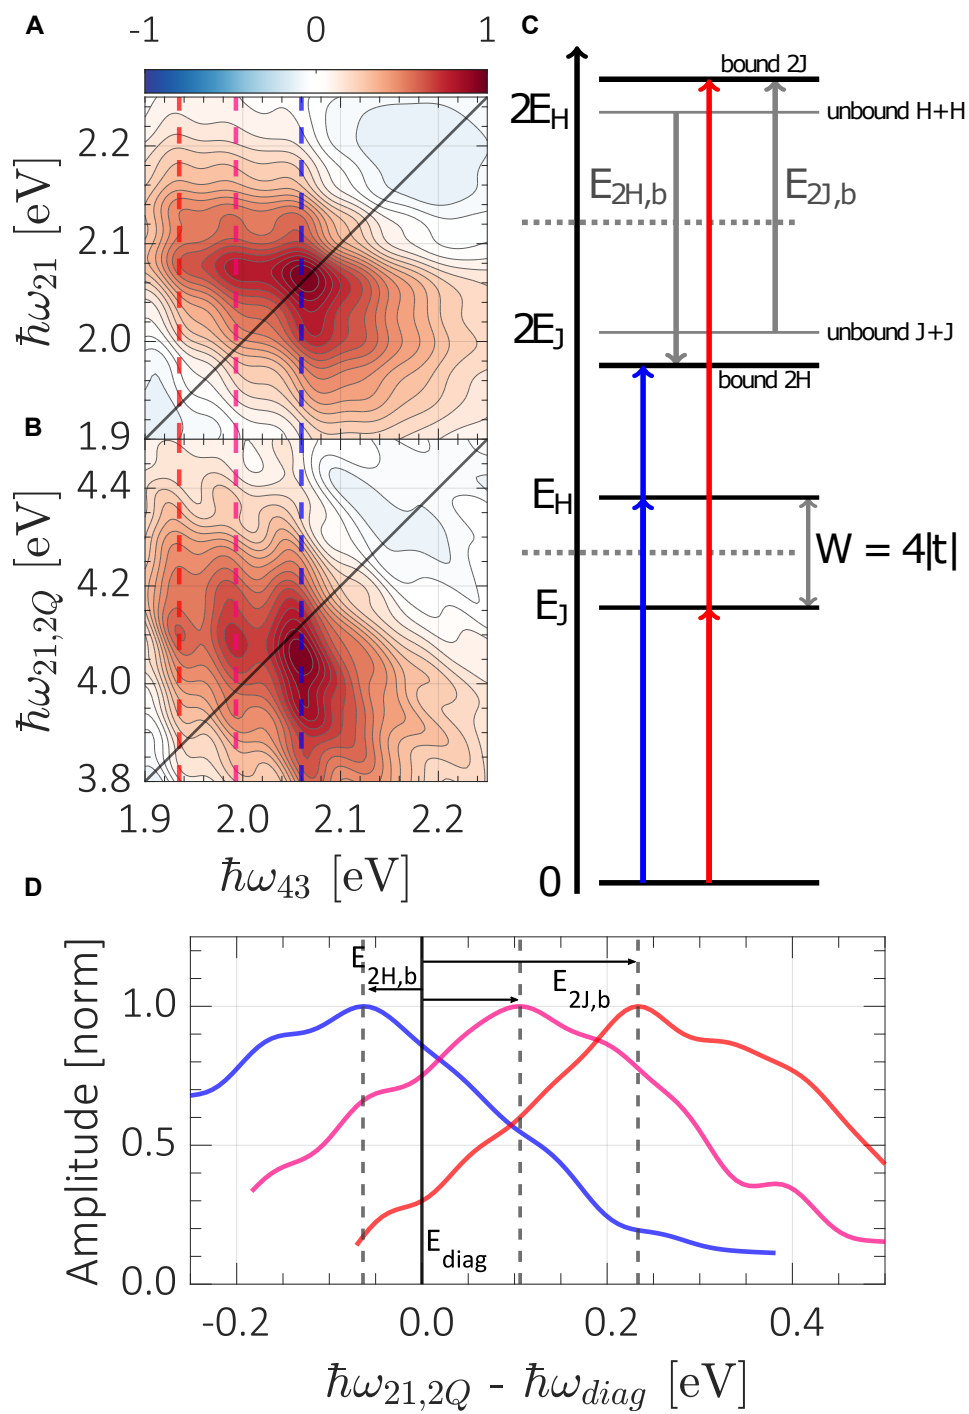 A
-1 0 1
C
ħω21 [eV]
2.2
2.1
2.0
1.9
B
ħω21,2Q [eV]
4.4
4.2
4.0
3.8
1.9 2.0 2.1 2.2
ħω43 [eV]
bound 2J
2EH
unbound H+H
E2H,b
E2J,b
2EJ
unbound J+J
bound 2H
EH
W = 4|t|
EJ
0
D
Amplitude [norm]
1.0
0.5
0.0
E2H,b
E2J,b
Ediag
-0.2 0.0 0.2 0.4
ħω21,2Q - ħωdiag [eV]